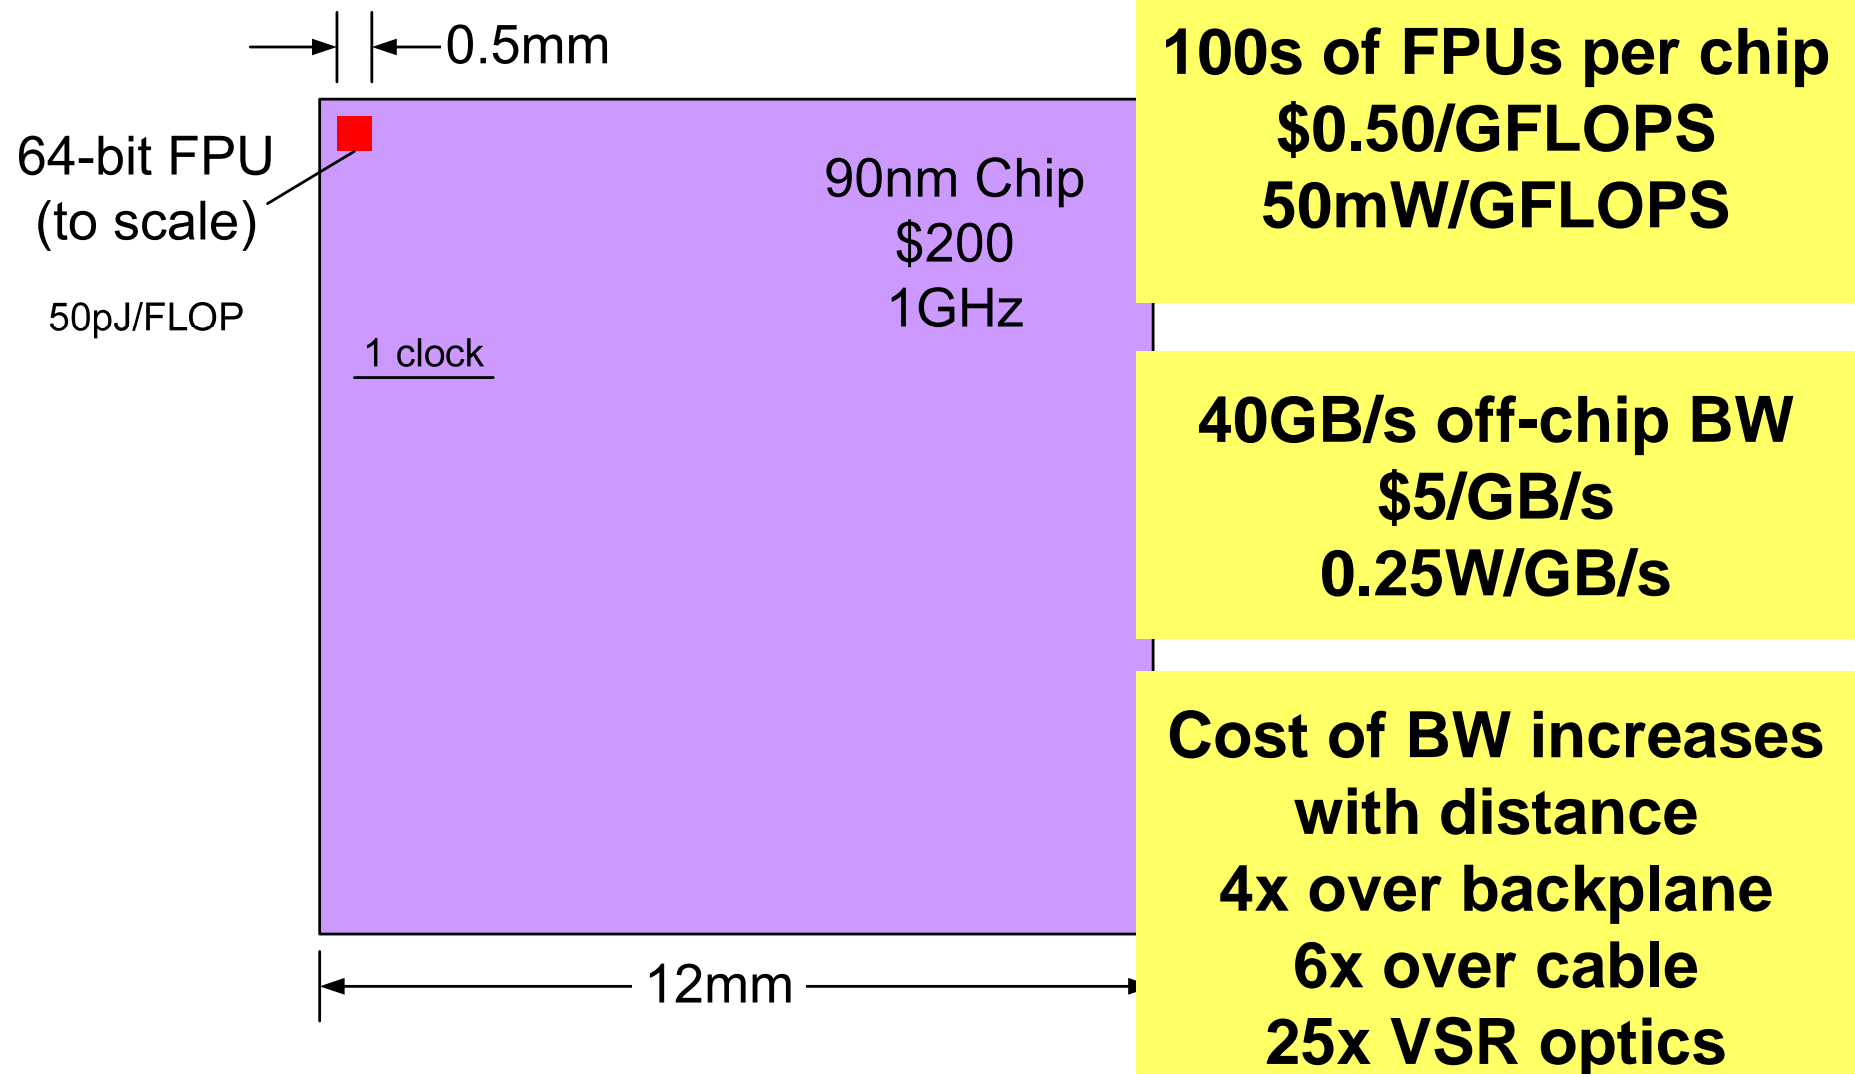 0.5mm
64-bit FPU
(to scale)
50pJ/FLOP
1 clock
90nm Chip
$200
1GHz
12mm
100s of FPUs per chip
$0.50/GFLOPS
50mW/GFLOPS
40GB/s off-chip BW
$5/GB/s
0.25W/GB/s
Cost of BW increases
with distance
4x over backplane
6x over cable
25x VSR optics